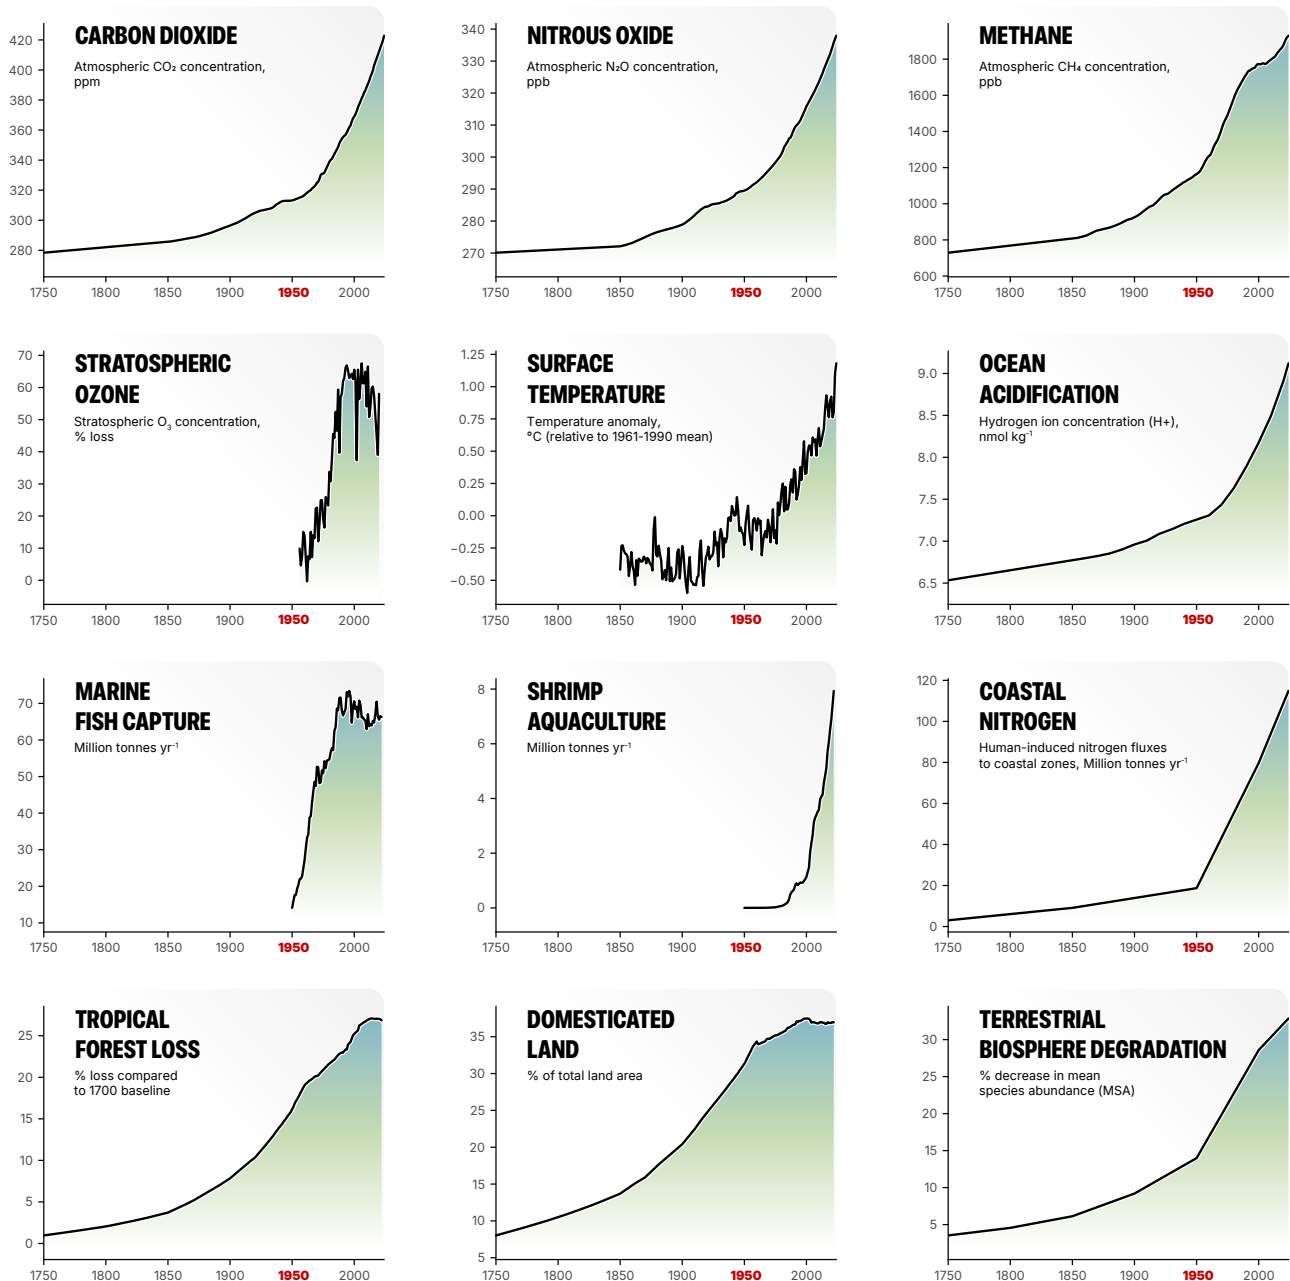 CARBON DIOXIDE
Atmospheric CO₂ concentration,
ppm
420
400
380
360
340
320
300
280
1750 1800 1850 1900 1950 2000
NITROUS OXIDE
Atmospheric N₂O concentration,
ppb
340
330
320
310
300
290
280
270
1750 1800 1850 1900 1950 2000
METHANE
Atmospheric CH₄ concentration,
ppb
1800
1600
1400
1200
1000
800
600
1750 1800 1850 1900 1950 2000
STRATOSPHERIC
OZONE
Stratospheric O₃ concentration,
% loss
70
60
50
40
30
20
10
0
1750 1800 1850 1900 1950 2000
SURFACE
TEMPERATURE
Temperature anomaly,
°C (relative to 1961-1990 mean)
1.25
1.00
0.75
0.50
0.25
0.00
−0.25
−0.50
1750 1800 1850 1900 1950 2000
OCEAN
ACIDIFICATION
Hydrogen ion concentration (H+),
nmol kg⁻¹
9.0
8.5
8.0
7.5
7.0
6.5
1750 1800 1850 1900 1950 2000
MARINE
FISH CAPTURE
Million tonnes yr⁻¹
70
60
50
40
30
20
10
1750 1800 1850 1900 1950 2000
SHRIMP
AQUACULTURE
Million tonnes yr⁻¹
8
6
4
2
0
1750 1800 1850 1900 1950 2000
COASTAL
NITROGEN
Human-induced nitrogen fluxes
to coastal zones, Million tonnes yr⁻¹
120
100
80
60
40
20
0
1750 1800 1850 1900 1950 2000
TROPICAL
FOREST LOSS
% loss compared
to 1700 baseline
25
20
15
10
5
0
1750 1800 1850 1900 1950 2000
DOMESTICATED
LAND
% of total land area
35
30
25
20
15
10
5
1750 1800 1850 1900 1950 2000
TERRESTRIAL
BIOSPHERE DEGRADATION
% decrease in mean
species abundance (MSA)
30
25
20
15
10
5
1750 1800 1850 1900 1950 2000